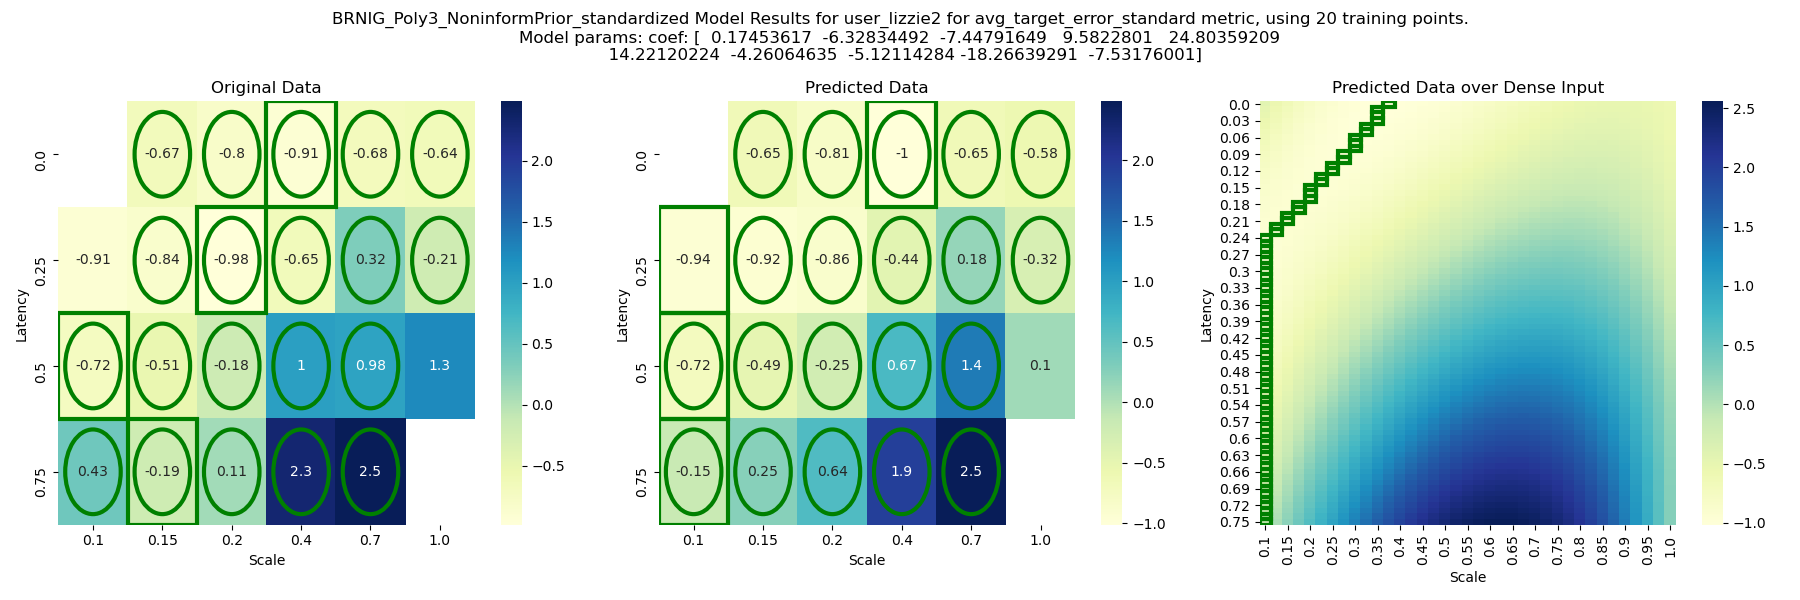 BRNIG_Poly3_NoninformPrior_standardized Model Results for user_lizzie2 for avg_target_error_standard metric, using 20 training points.
Model params: coef: [  0.17453617  -6.32834492  -7.44791649   9.5822801   24.80359209
14.22120224  -4.26064635  -5.12114284 -18.26639291  -7.53176001]
Original Data
Latency
0.0
-0.67 -0.8 -0.91 -0.68 -0.64
0.25
-0.91 -0.84 -0.98 -0.65 0.32 -0.21
0.5
-0.72 -0.51 -0.18 1 0.98 1.3
0.75
0.43 -0.19 0.11 2.3 2.5
0.1 0.15 0.2 0.4 0.7 1.0
Scale
2.0
1.5
1.0
0.5
0.0
−0.5
Predicted Data
Latency
0.0
-0.65 -0.81 -1 -0.65 -0.58
0.25
-0.94 -0.92 -0.86 -0.44 0.18 -0.32
0.5
-0.72 -0.49 -0.25 0.67 1.4 0.1
0.75
-0.15 0.25 0.64 1.9 2.5
0.1 0.15 0.2 0.4 0.7 1.0
Scale
2.0
1.5
1.0
0.5
0.0
−0.5
−1.0
Predicted Data over Dense Input
Latency
0.0
0.03
0.06
0.09
0.12
0.15
0.18
0.21
0.24
0.27
0.3
0.33
0.36
0.39
0.42
0.45
0.48
0.51
0.54
0.57
0.6
0.63
0.66
0.69
0.72
0.75
0.1 0.15 0.2 0.25 0.3 0.35 0.4 0.45 0.5 0.55 0.6 0.65 0.7 0.75 0.8 0.85 0.9 0.95 1.0
Scale
2.5
2.0
1.5
1.0
0.5
0.0
−0.5
−1.0